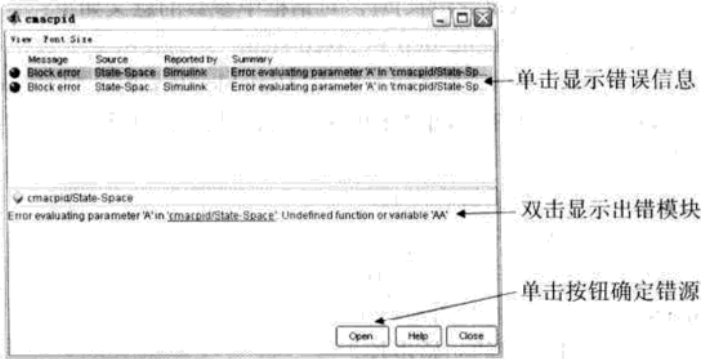 cmacpid
View Font Size
Message Source Reported by Summary
Block error State-Space Simulink Error evaluating parameter 'A' in 'cmacpid/State-Sp...
Block error State-Spac... Simulink Error evaluating parameter 'A' in 'cmacpid/State-Sp...
单击显示错误信息
cmacpid/State-Space
Error evaluating parameter 'A' in 'cmacpid/State-Space': Undefined function or variable 'AA'
双击显示出错模块
单击按钮确定错源
Open Help Close